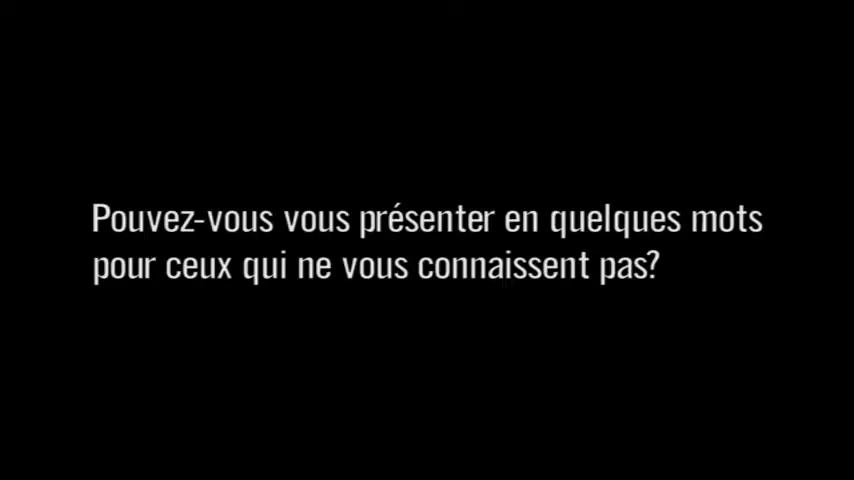 Pouvez-vous vous présenter en quelques mots
pour ceux qui ne vous connaissent pas?